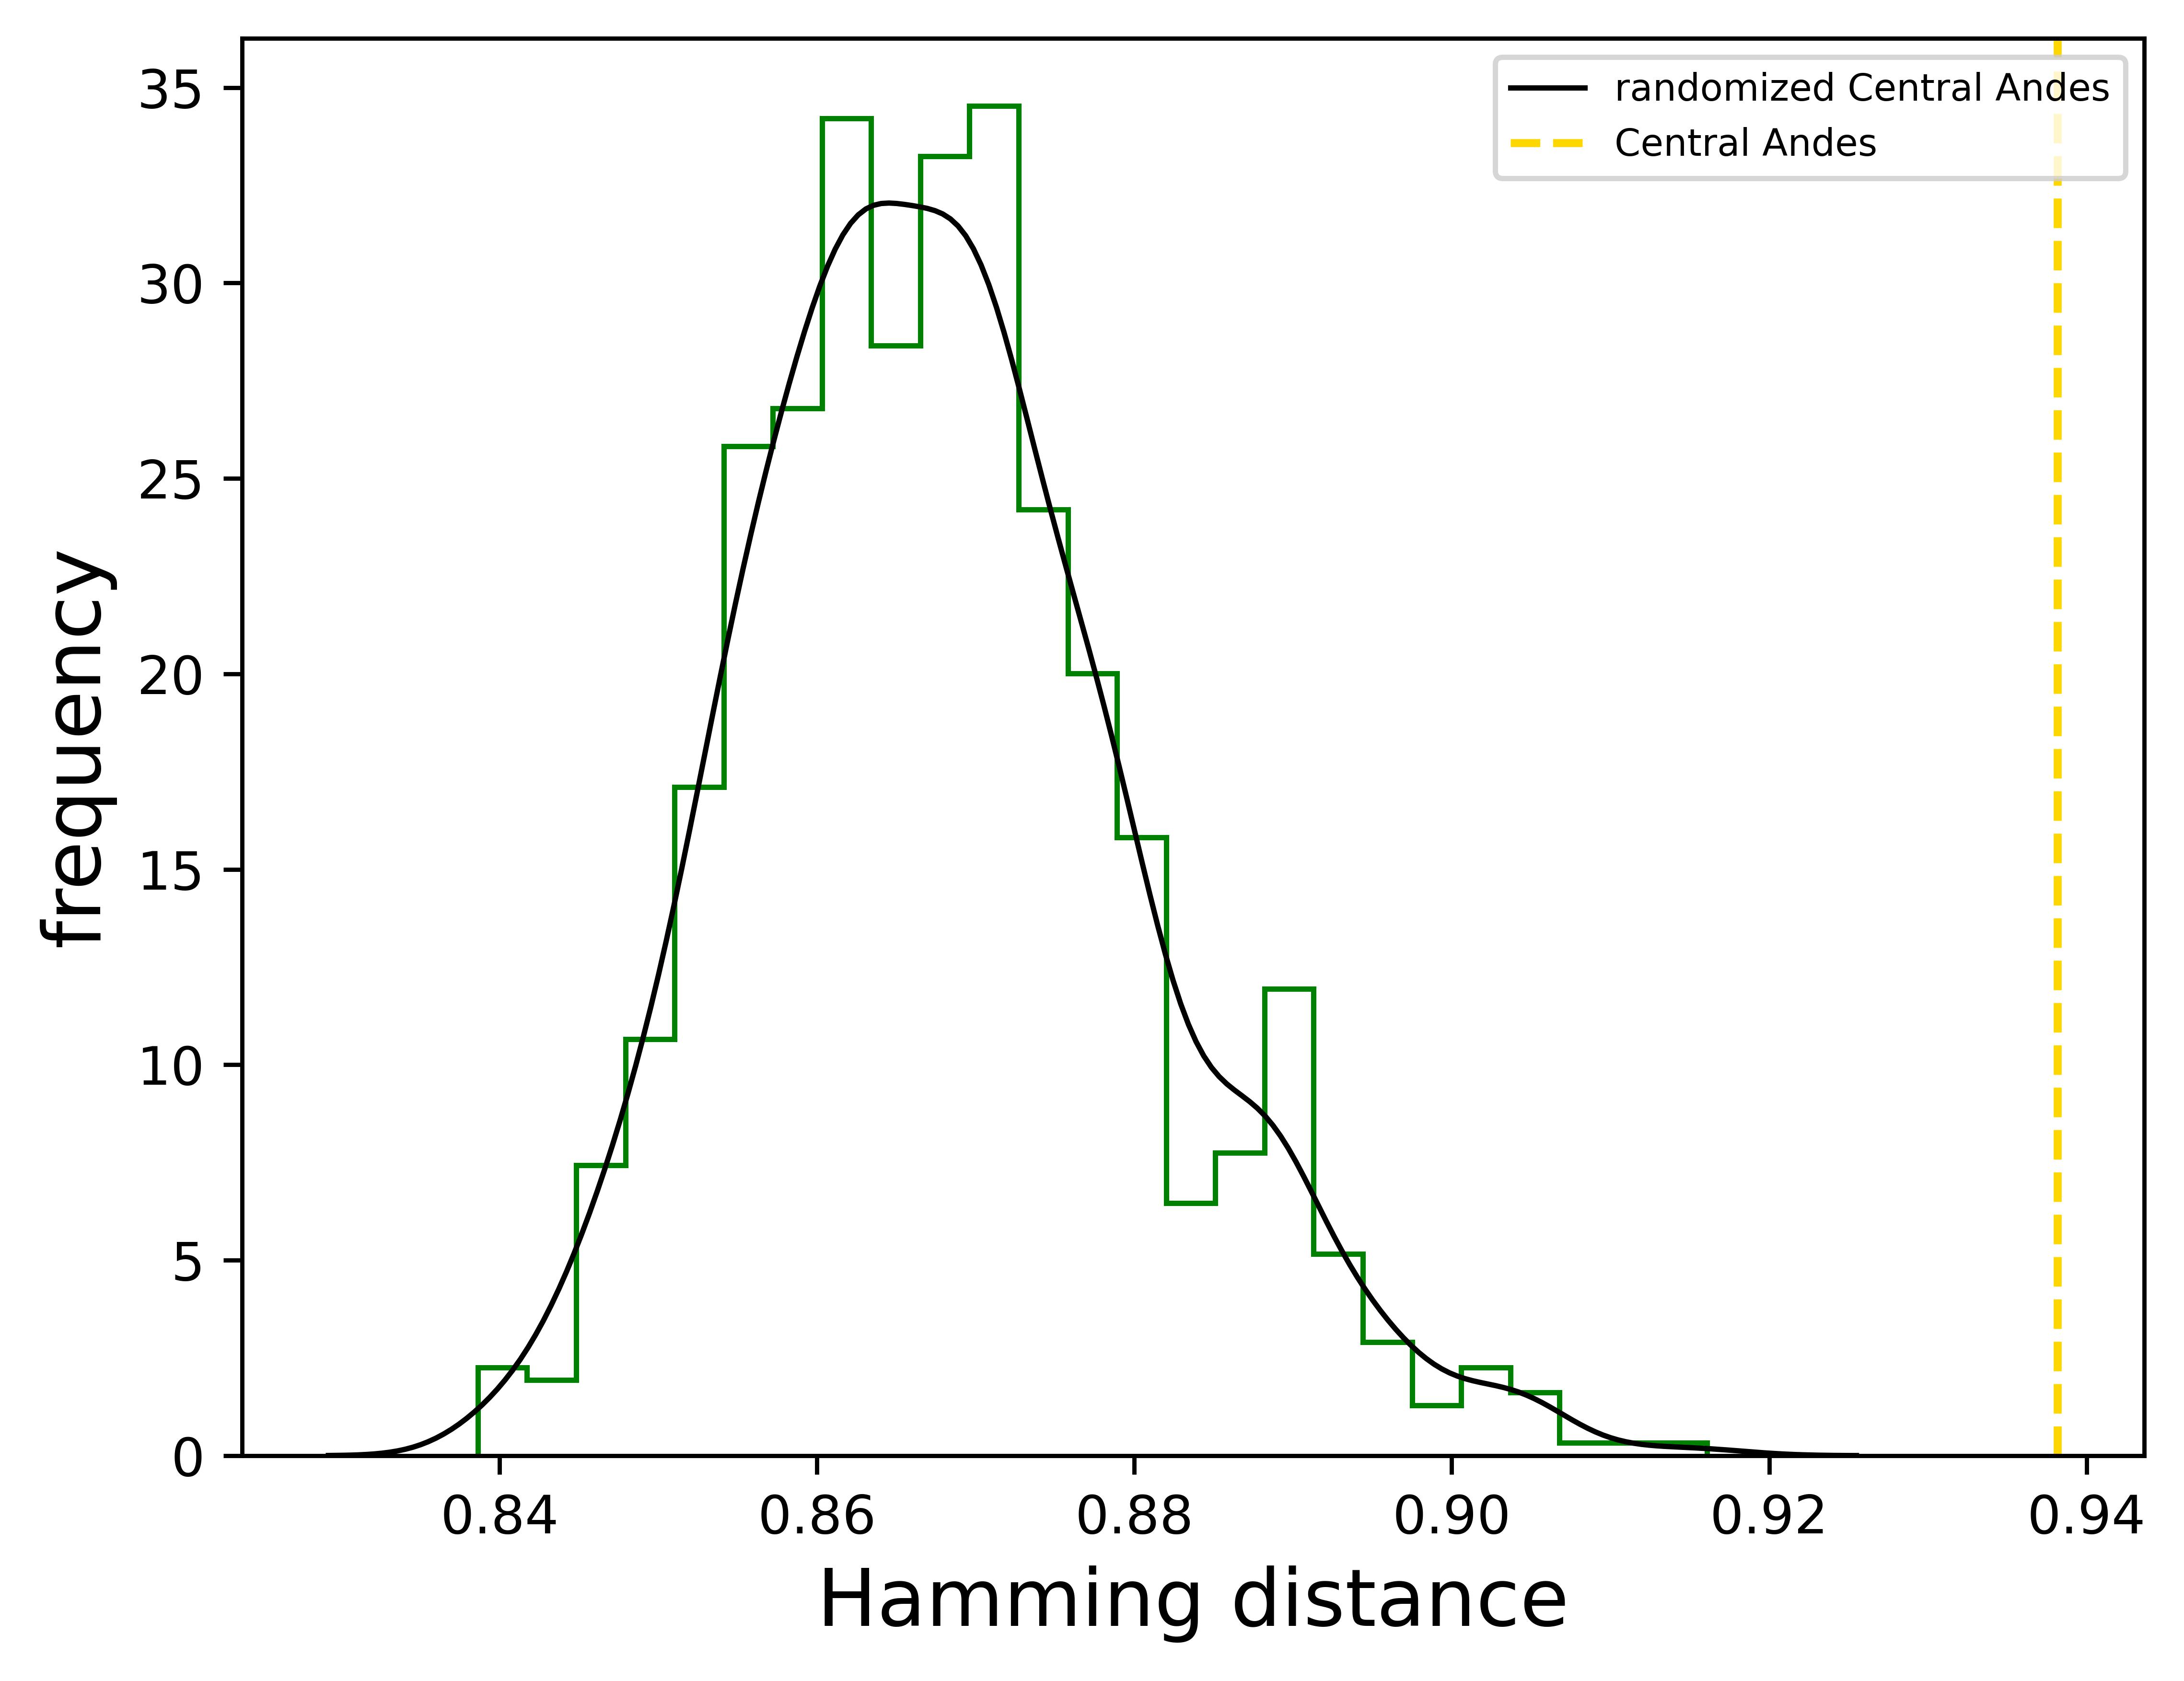 randomized Central Andes
Central Andes
35
30
25
20
15
10
5
0
frequency
0.84 0.86 0.88 0.90 0.92 0.94
Hamming distance